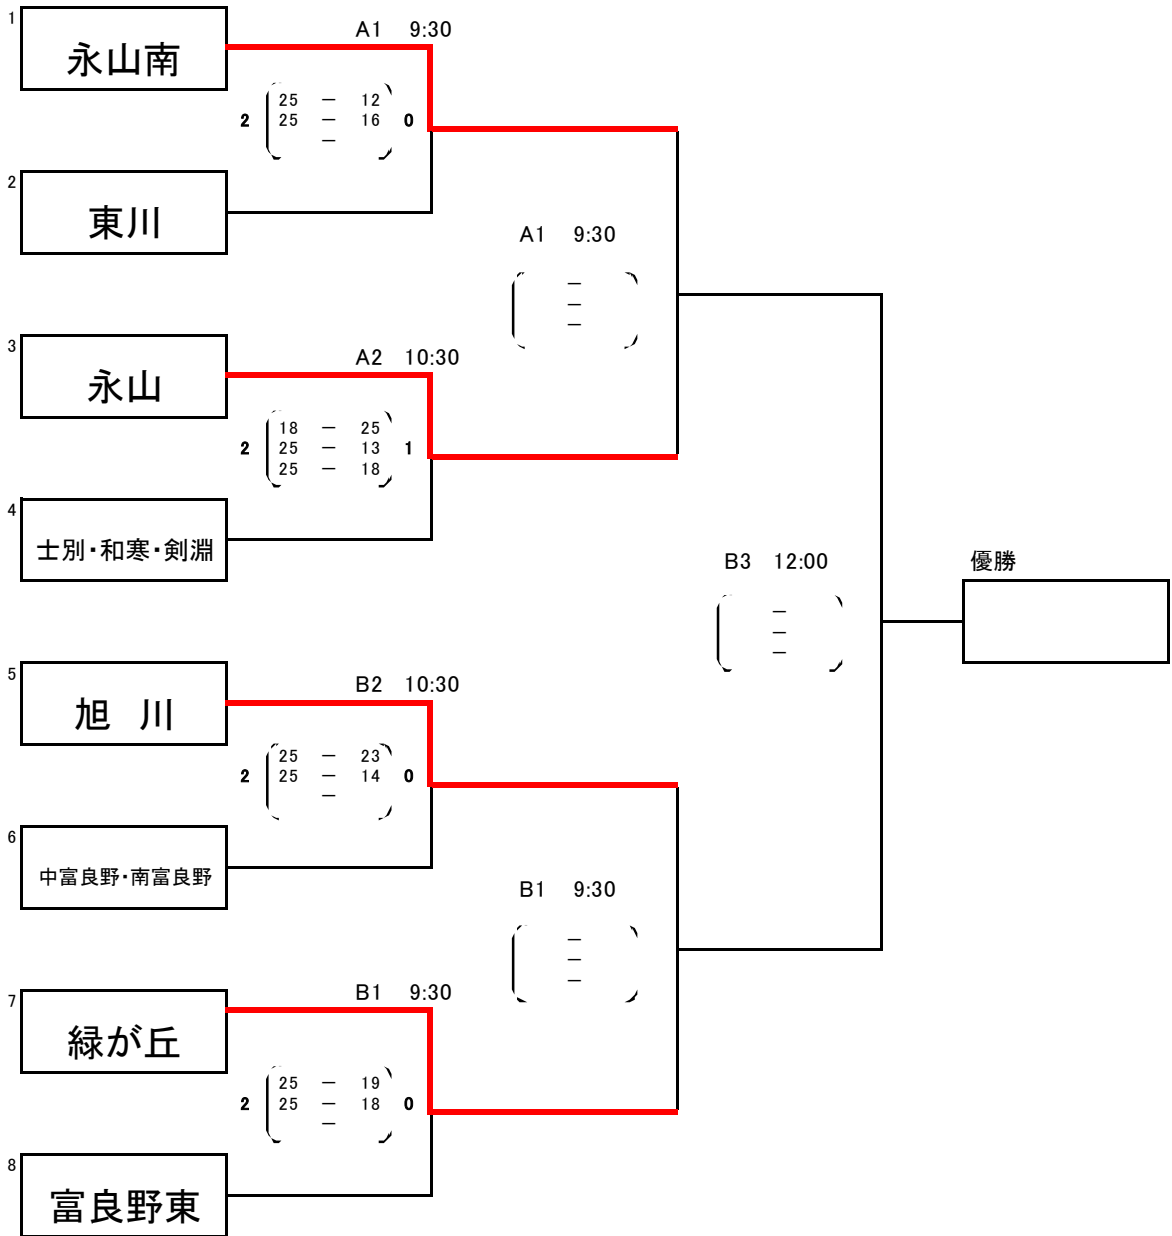 1
永山南
A1 9:30
25 － 12
2 25 － 16 0
－
2
東川
A1 9:30
－
－
－
3
永山
A2 10:30
18 － 25
2 25 － 13 1
25 － 18
4
士別・和寒・剣淵
B3 12:00
－
－
－
優勝
5
旭 川
B2 10:30
25 － 23
2 25 － 14 0
－
6
中富良野・南富良野
B1 9:30
－
－
－
7
緑が丘
B1 9:30
25 － 19
2 25 － 18 0
－
8
富良野東